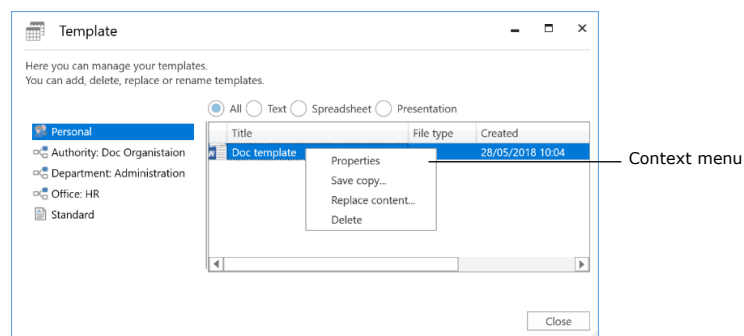 Template
Here you can manage your templates.
You can add, delete, replace or rename templates.
All Text Spreadsheet Presentation
Personal
Authority: Doc Organistaion
Department: Administration
Office: HR
Standard
Title File type Created
Doc template 28/05/2018 10:04
Properties
Save copy...
Replace content...
Delete
Context menu
Close